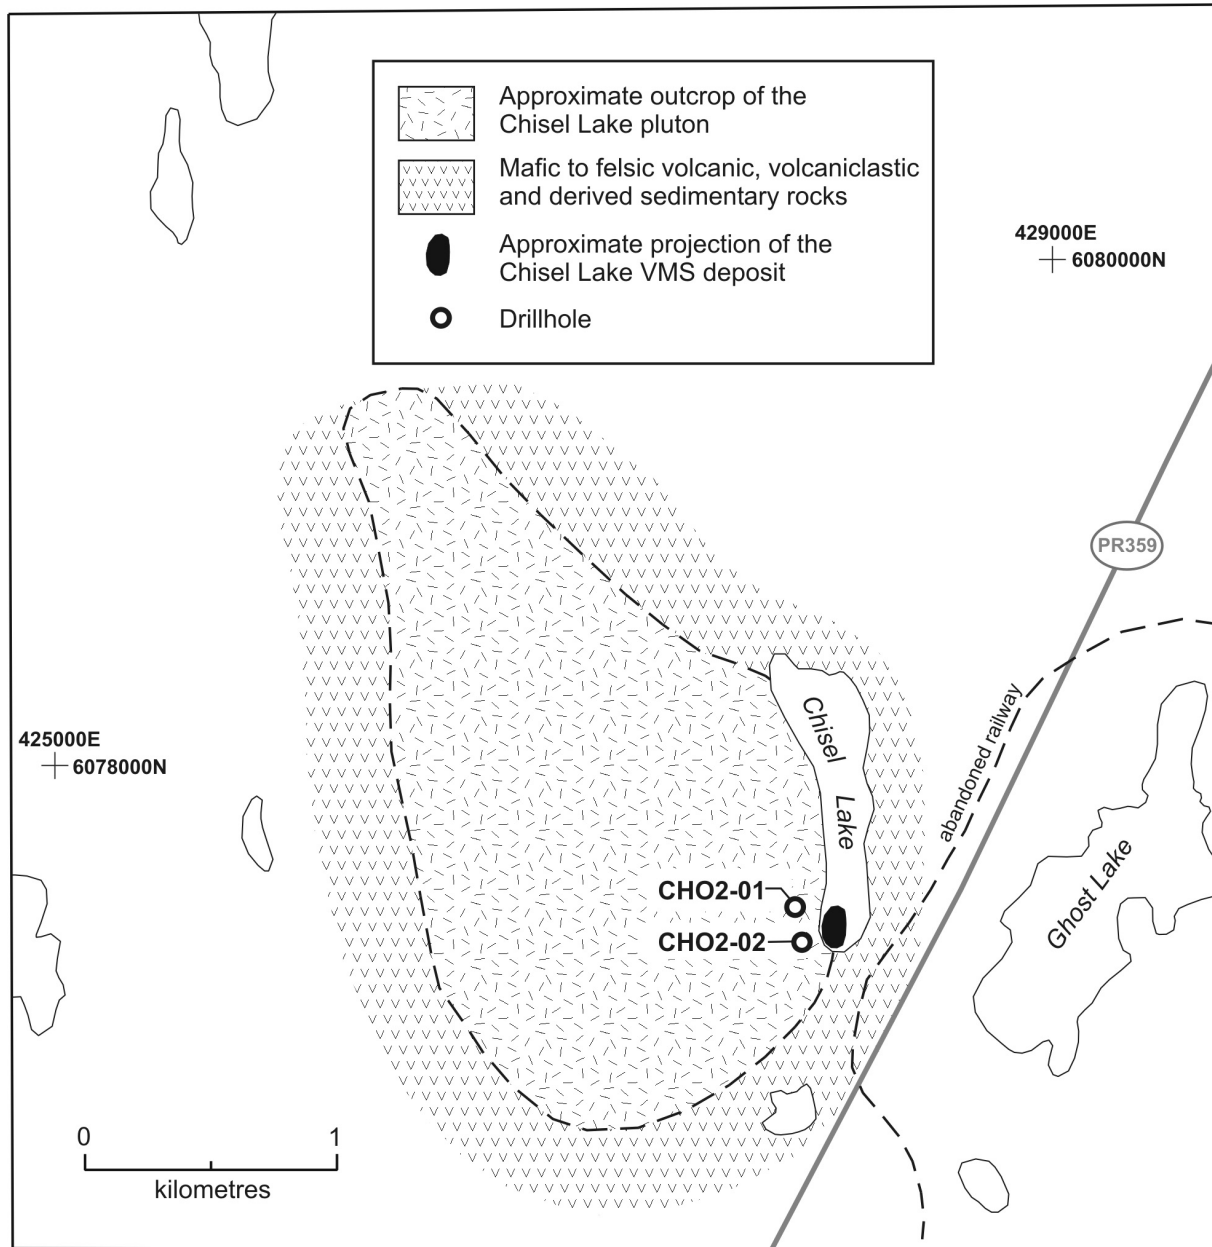 Approximate outcrop of the
Chisel Lake pluton
Mafic to felsic volcanic, volcaniclastic
and derived sedimentary rocks
Approximate projection of the
Chisel Lake VMS deposit
Drillhole
429000E
6080000N
PR359
425000E
6078000N
Chisel
Lake
abandoned railway
Ghost Lake
CHO2-01
CHO2-02
0 1
kilometres